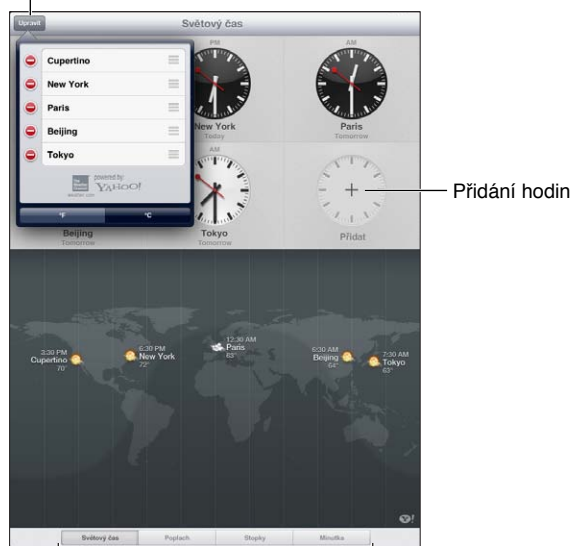 Upravit
Světový čas
PM
AM
Cupertino
New York
Paris
Beijing
Tokyo
powered by
YAHOO!
°F
°C
New York
Today
Paris
Tomorrow
AM
Beijing
Tomorrow
Tokyo
Tomorrow
Přidat
Přidání hodin
3:30 PM
Cupertino
70°
6:30 PM
New York
72°
12:30 AM
Paris
63°
6:30 AM
Beijing
64°
7:30 AM
Tokyo
63°
Y!
Světový čas
Poplach
Stopky
Minutka